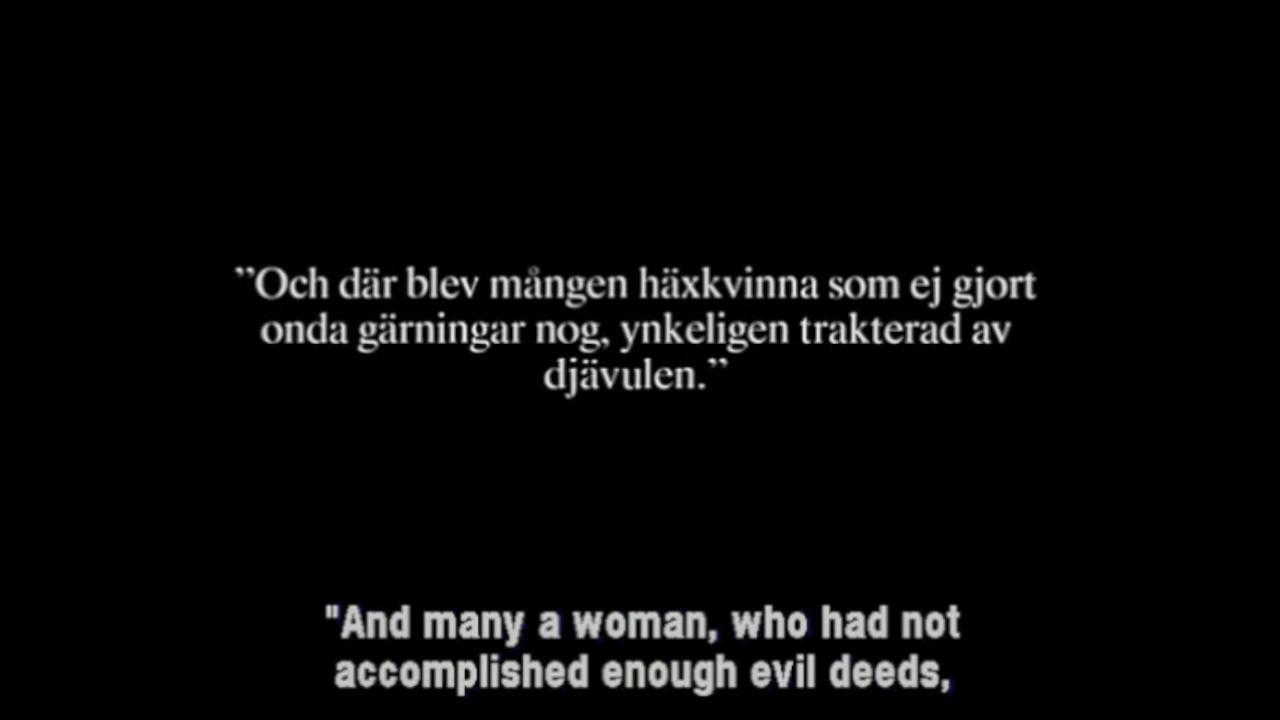 ”Och där blev mången häxkvinna som ej gjort
onda gärningar nog, ynkeligen trakterad av
djävulen.”
"And many a woman, who had not
accomplished enough evil deeds,